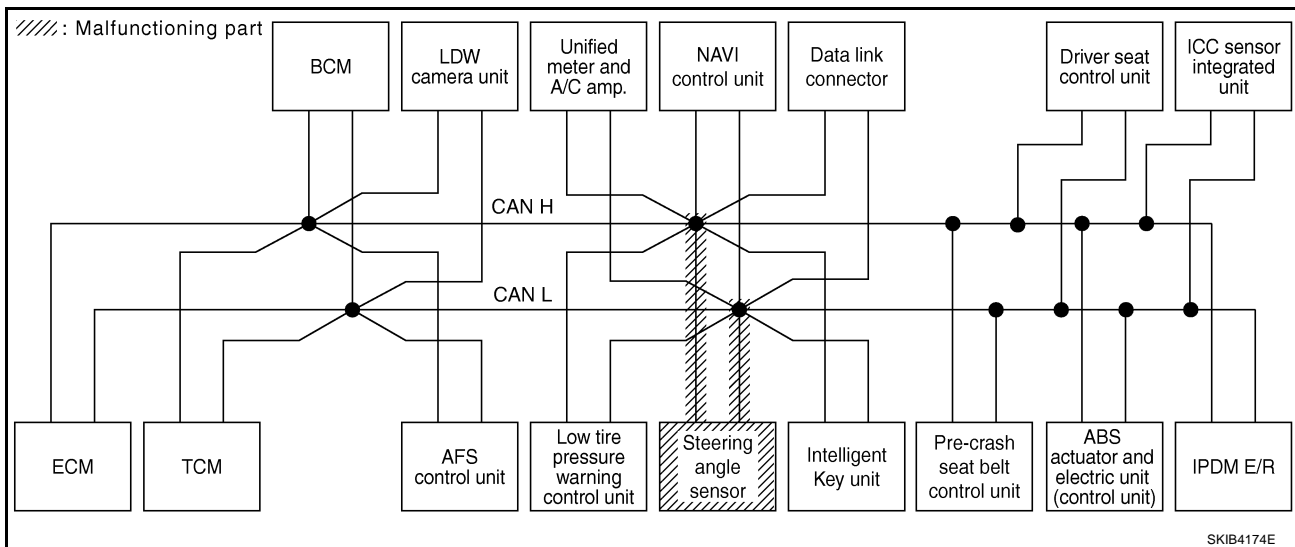 : Malfunctioning part
BCM
LDW
camera unit
Unified
meter and
A/C amp.
NAVI
control unit
Data link
connector
Driver seat
control unit
ICC sensor
integrated
unit
CAN H
CAN L
ECM
TCM
AFS
control unit
Low tire
pressure
warning
control unit
Steering
angle
sensor
Intelligent
Key unit
Pre-crash
seat belt
control unit
ABS
actuator and
electric unit
(control unit)
IPDM E/R
SKIB4174E